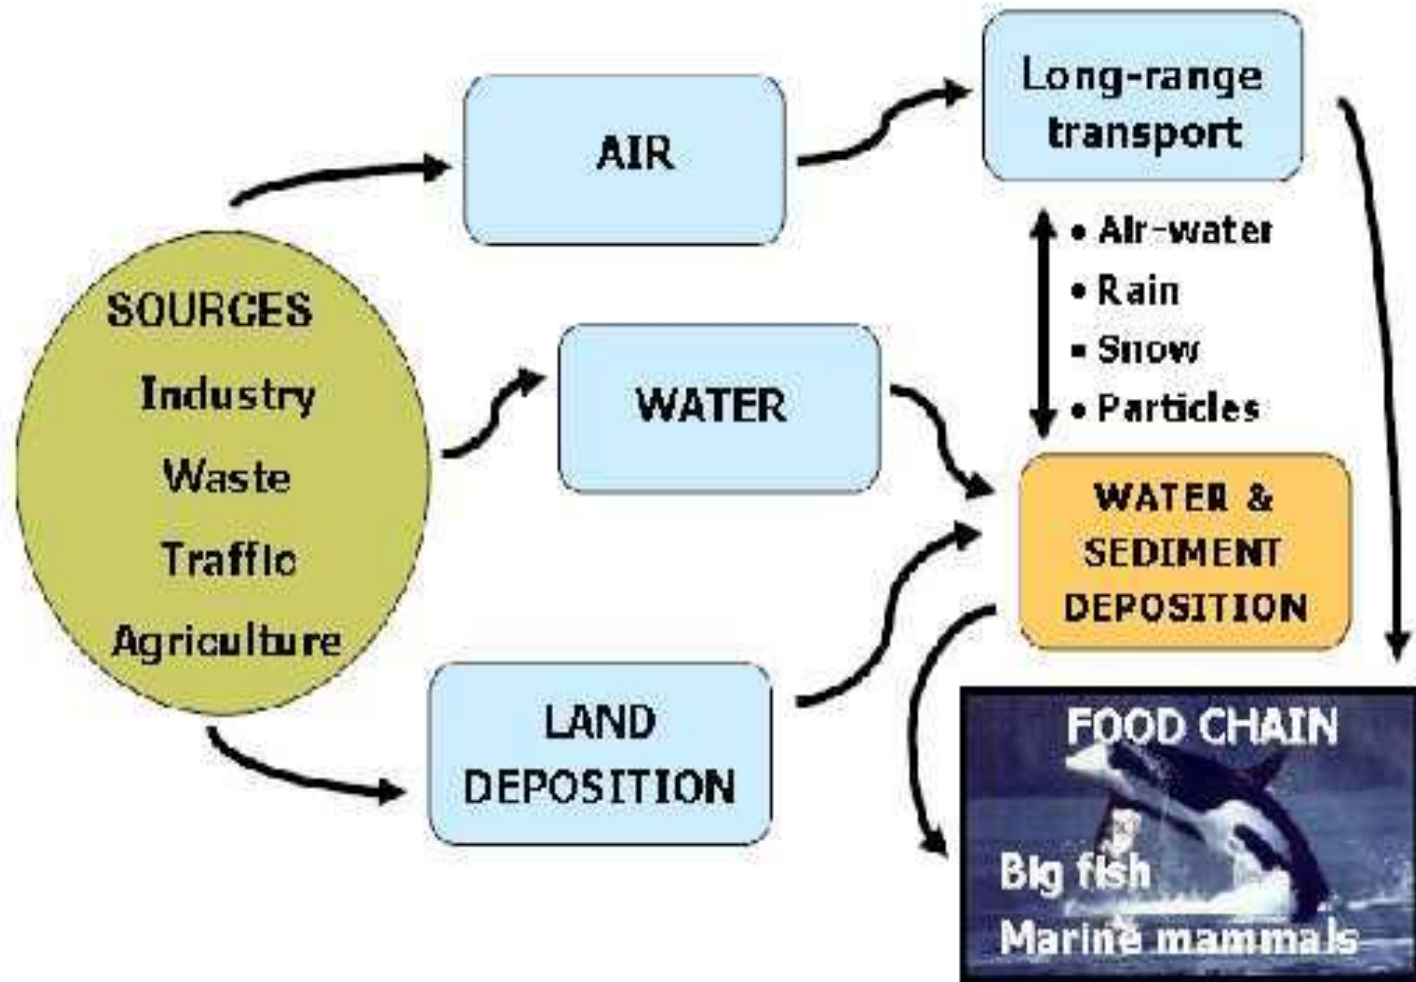 Long-range
transport
AIR
• Air-water
• Rain
• Snow
• Particles
SOURCES
Industry
Waste
Traffic
Agriculture
WATER
WATER &
SEDIMENT
DEPOSITION
LAND
DEPOSITION
FOOD CHAIN
Big fish
Marine mammals